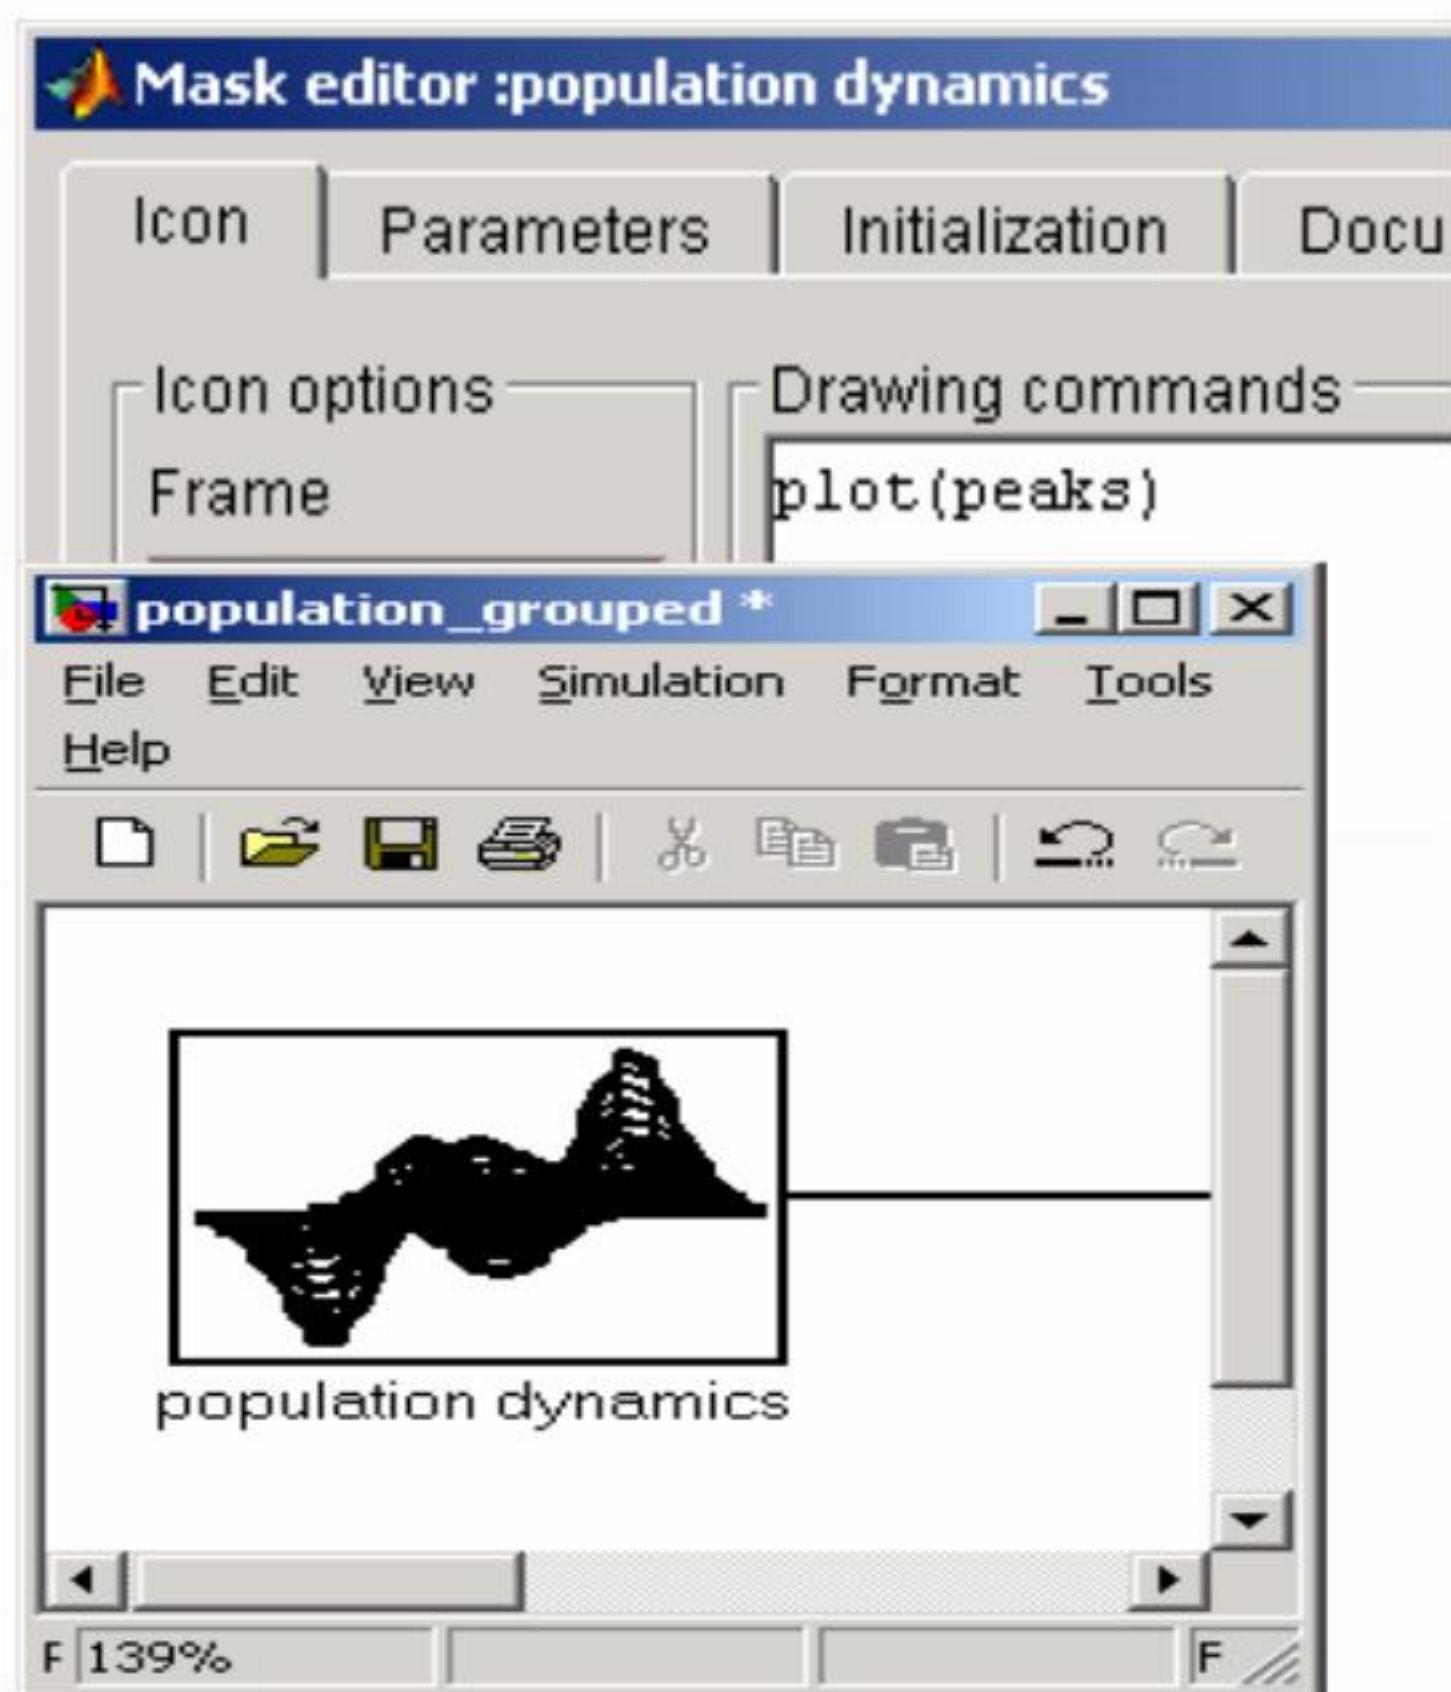 Mask editor :population dynamics
Icon Parameters Initialization Docu
Icon options Drawing commands
Frame plot(peaks)
population_grouped *
File Edit View Simulation Format Tools
Help
population dynamics
F 139% F